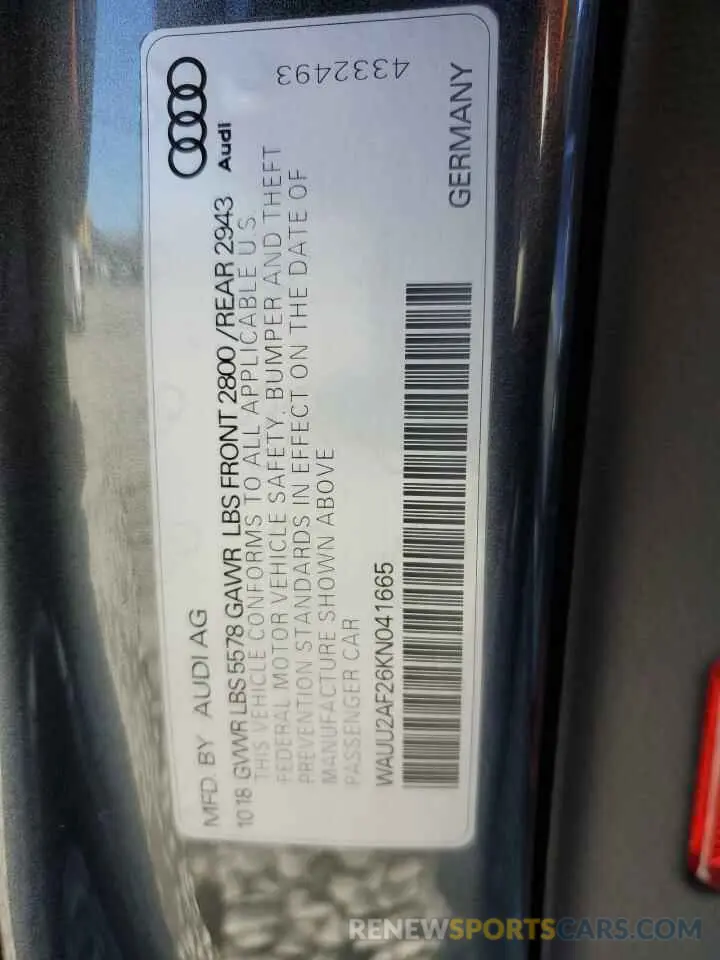 MFD. BY AUDI AG
Audi
1018 GVWR LBS 5578 GAWR LBS FRONT 2800 / REAR 2943
THIS VEHICLE CONFORMS TO ALL APPLICABLE U.S.
FEDERAL MOTOR VEHICLE SAFETY, BUMPER AND THEFT
PREVENTION STANDARDS IN EFFECT ON THE DATE OF
MANUFACTURE SHOWN ABOVE
PASSENGER CAR
4332493
WAUU2AF26KN041665
GERMANY
RENEWSPORTSCARS.COM